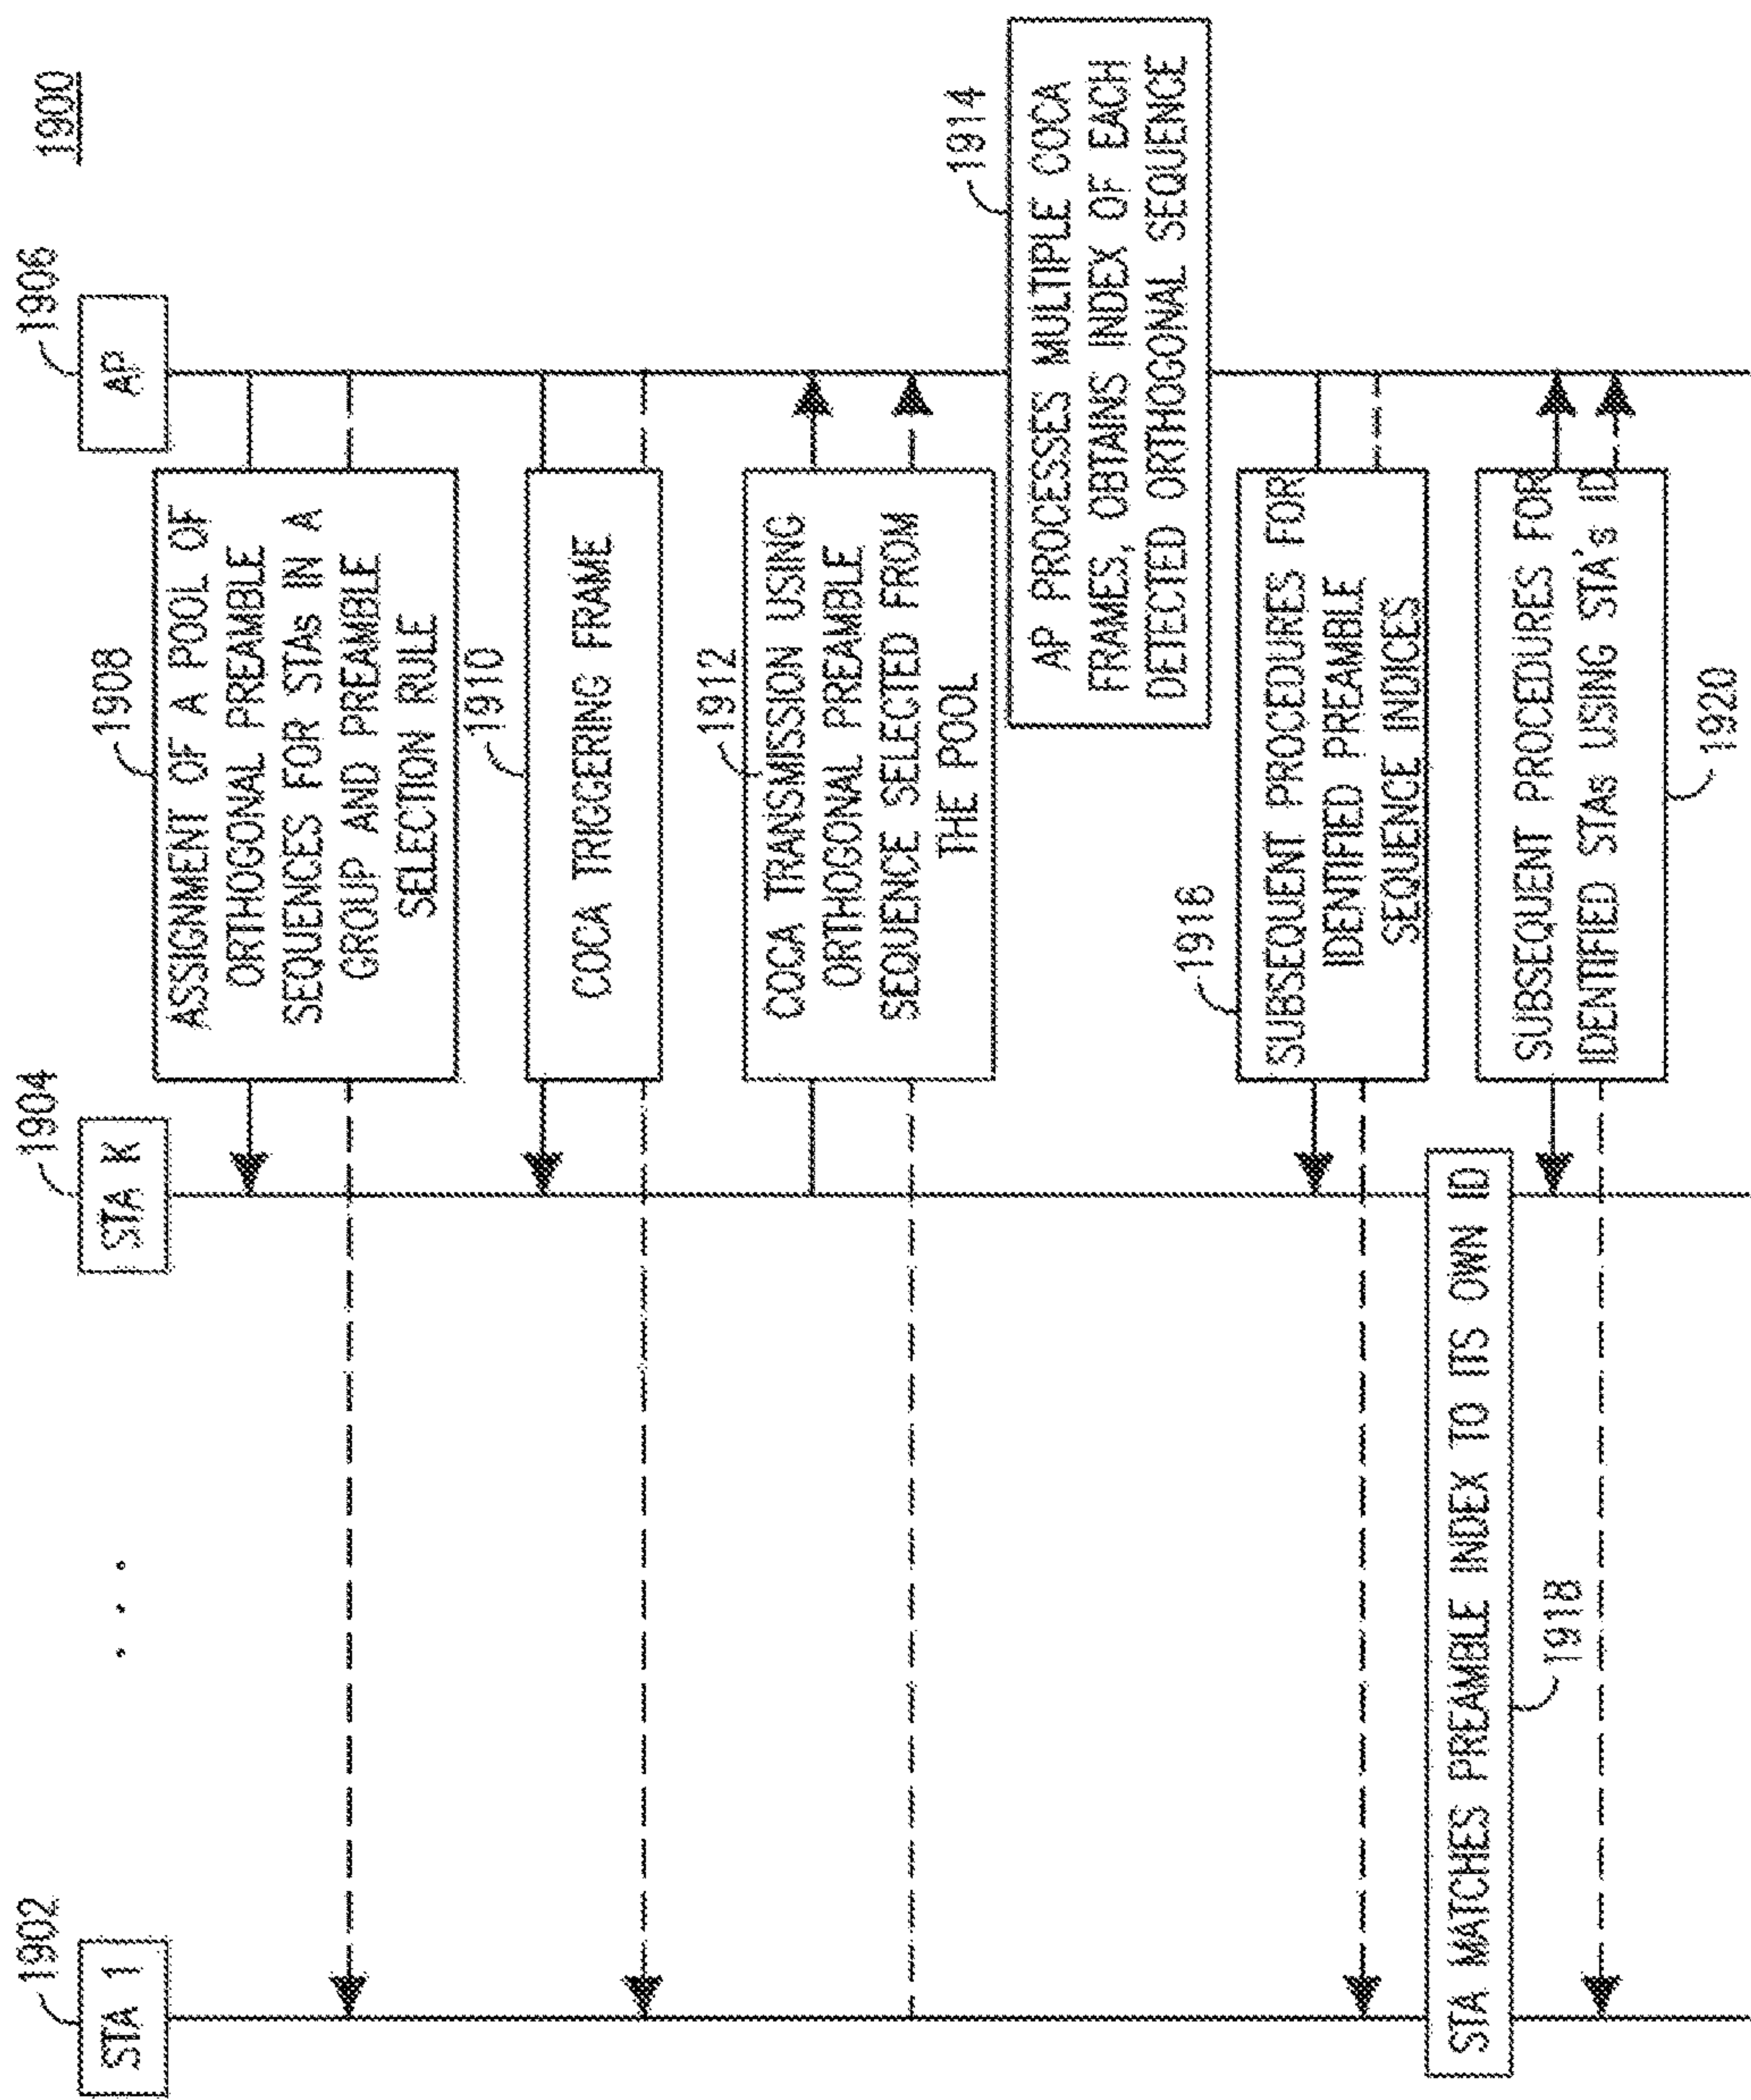 1900
1902
STA 1
. . .
1904
STA K
1906
AP
1908
ASSIGNMENT OF A POOL OF
ORTHOGONAL PREAMBLE
SEQUENCES FOR STAs IN A
GROUP AND PREAMBLE
SELECTION RULE
1910
COCA TRIGGERING FRAME
1912
COCA TRANSMISSION USING
ORTHOGONAL PREAMBLE
SEQUENCE SELECTED FROM
THE POOL
1914
AP PROCESSES MULTIPLE COCA
FRAMES, OBTAINS INDEX OF EACH
DETECTED ORTHOGONAL SEQUENCE
1916
SUBSEQUENT PROCEDURES FOR
IDENTIFIED PREAMBLE
SEQUENCE INDICES
STA MATCHES PREAMBLE INDEX TO ITS OWN ID
1918
SUBSEQUENT PROCEDURES FOR
IDENTIFIED STAs USING STA's ID
1920